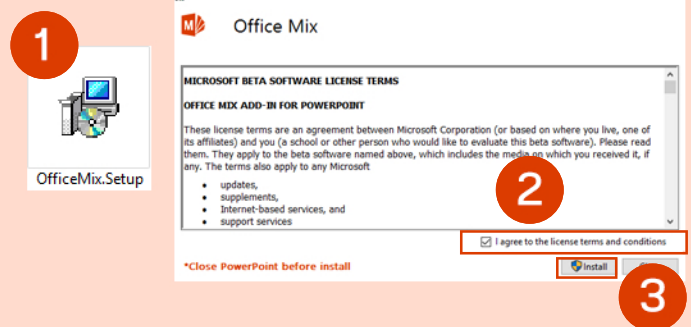 1
OfficeMix.Setup
Office Mix
MICROSOFT BETA SOFTWARE LICENSE TERMS
OFFICE MIX ADD-IN FOR POWERPOINT
These license terms are an agreement between Microsoft Corporation (or based on where you live, one of
its affiliates) and you (a school or other person who would like to evaluate this beta software). Please read
them. They apply to the beta software named above, which includes the media on which you received it, if
any. The terms also apply to any Microsoft
• updates,
• supplements,
• Internet-based services, and
• support services
2
I agree to the license terms and conditions
*Close PowerPoint before install
Install
3